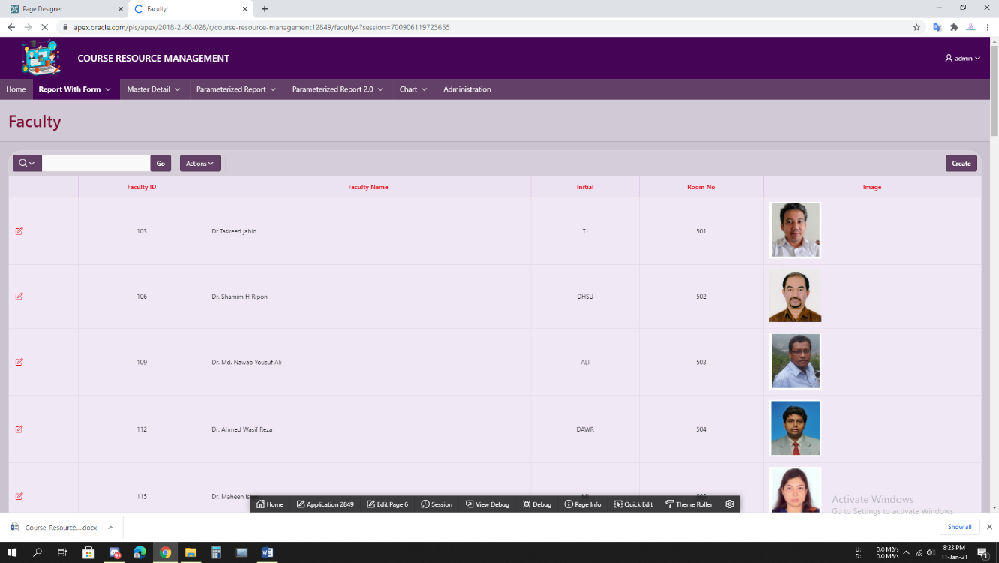 Page Designer
Faculty
apex.oracle.com/pls/apex/2018-2-60-028/r/course-resource-management12849/faculty4?session=700906119723655
COURSE RESOURCE MANAGEMENT
admin
Home Report With Form Master Detail Parameterized Report Parameterized Report 2.0 Chart Administration
Faculty
Go Actions Create
Faculty ID Faculty Name Initial Room No Image
103 Dr.Taskeed jabid TJ 501
106 Dr. Shamim H Ripon DHSU 502
109 Dr. Md. Nawab Yousuf Ali ALI 503
112 Dr. Ahmed Wasif Reza DAWR 504
115 Dr. Maheen
Home Application 2849 Edit Page 6 Session View Debug Debug Page Info Quick Edit Theme Roller
Activate Windows
Go to Settings to activate Windows.
Course_Resource....docx
Show all
U: 0.0 MB/s
D: 0.0 MB/s
8:23 PM
11-Jan-21